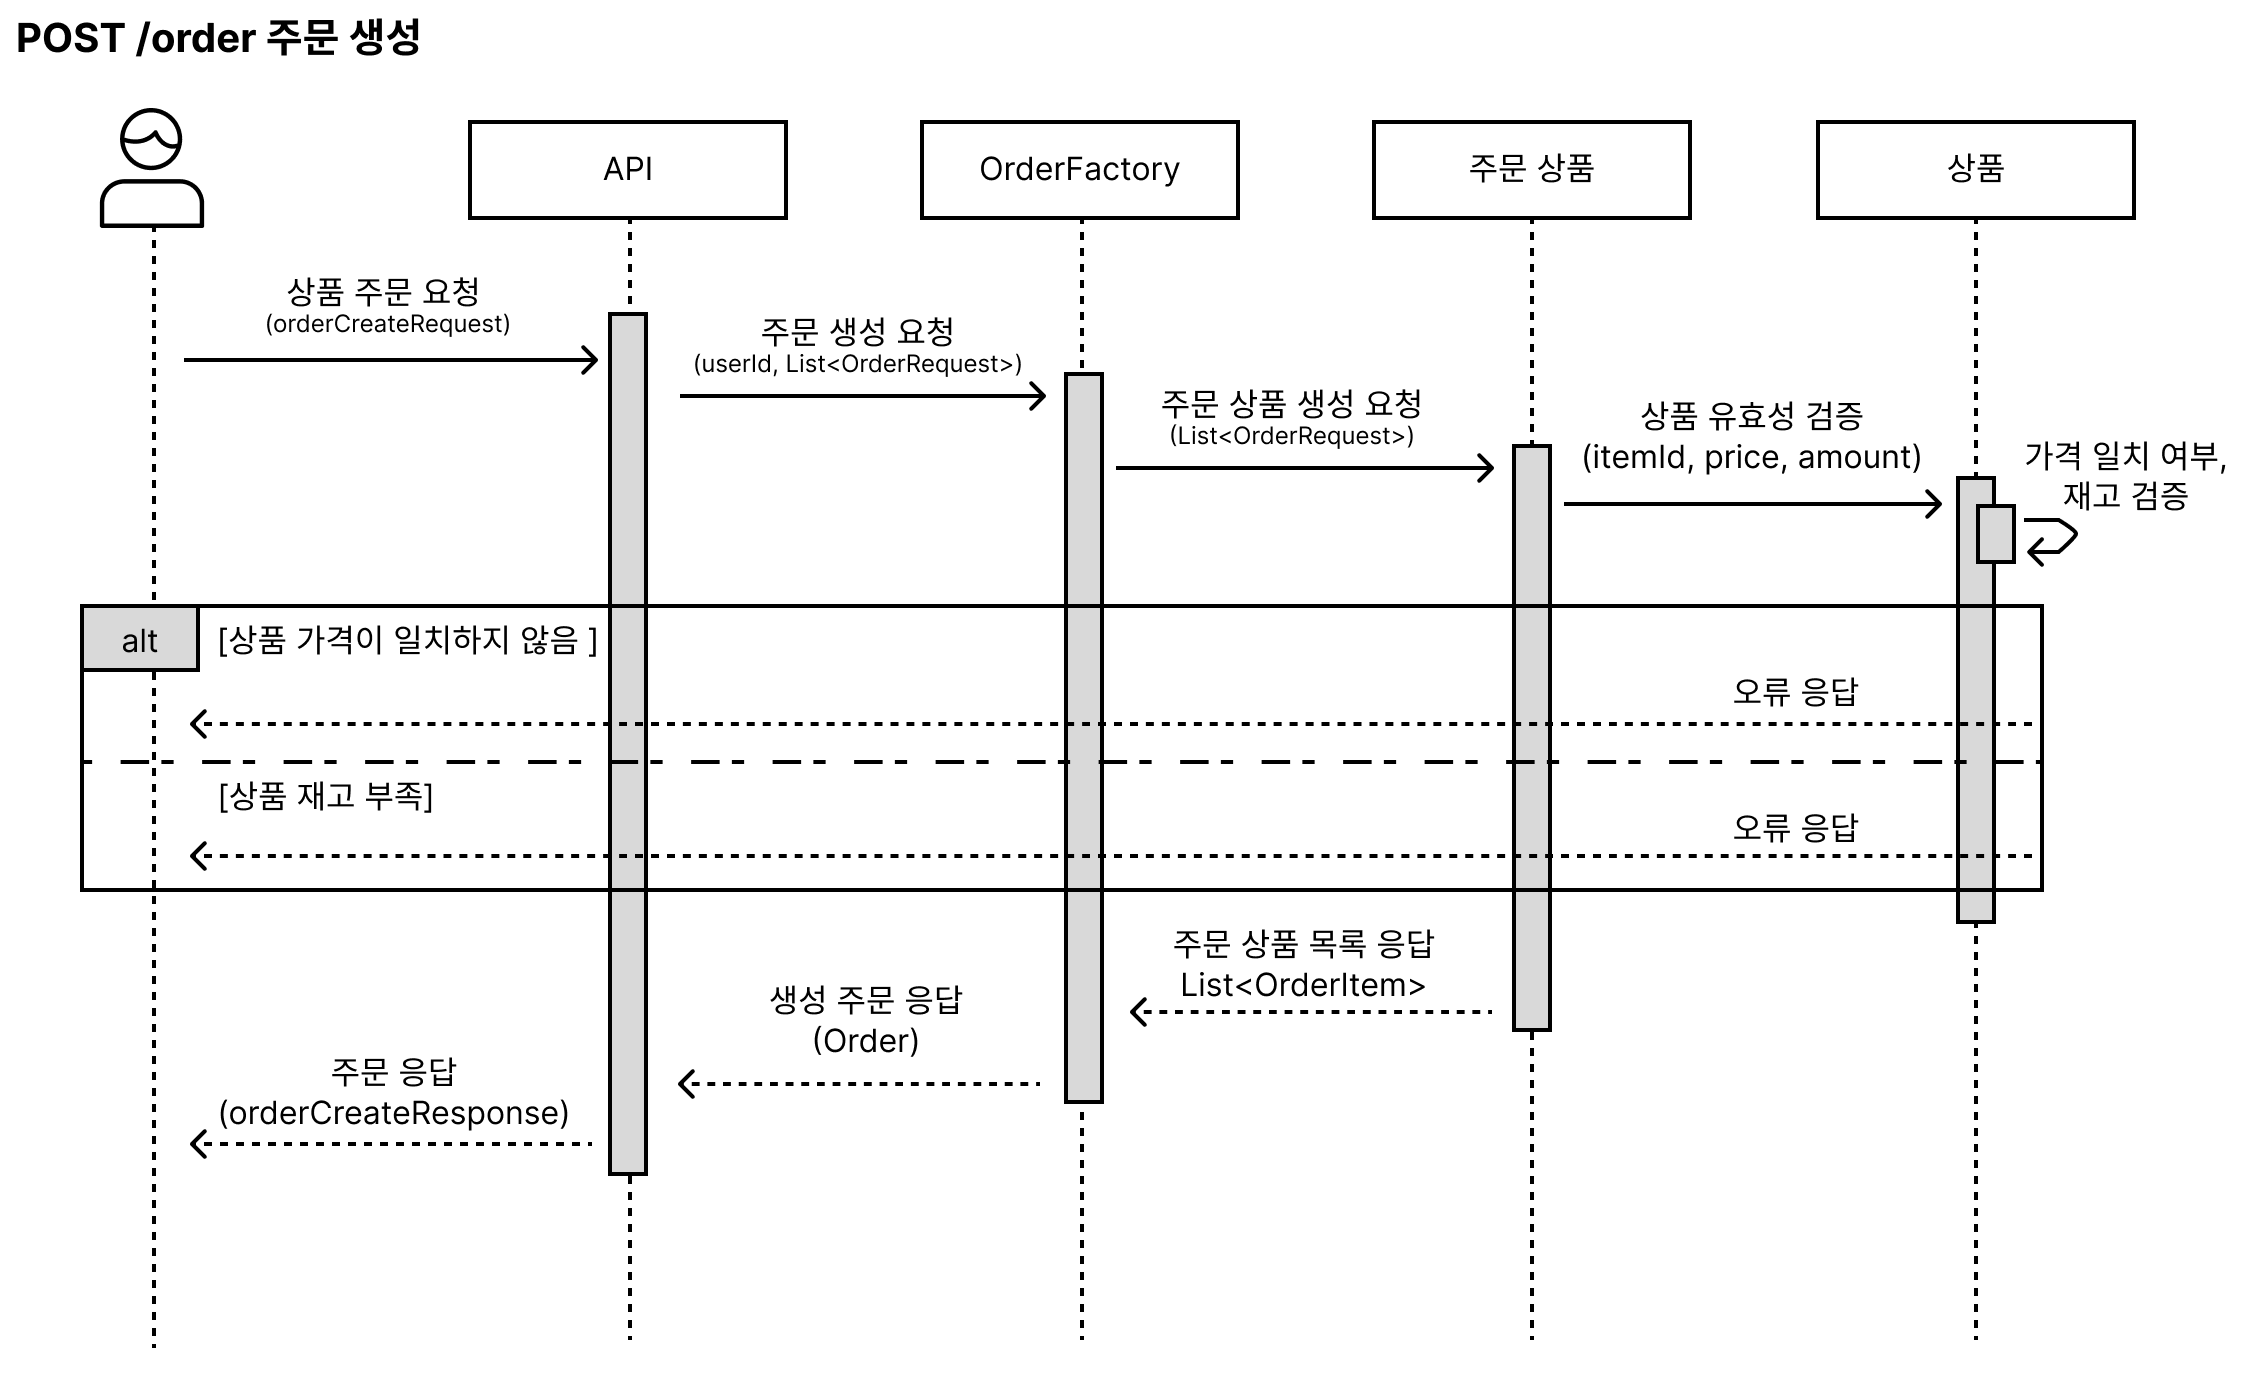 POST /order 주문 생성
API
OrderFactory
주문 상품
상품
상품 주문 요청
(orderCreateRequest)
주문 생성 요청
(userId, List<OrderRequest>)
주문 상품 생성 요청
(List<OrderRequest>)
상품 유효성 검증
(itemId, price, amount)
가격 일치 여부,
재고 검증
alt
[상품 가격이 일치하지 않음 ]
오류 응답
[상품 재고 부족]
오류 응답
주문 상품 목록 응답
List<OrderItem>
생성 주문 응답
(Order)
주문 응답
(orderCreateResponse)